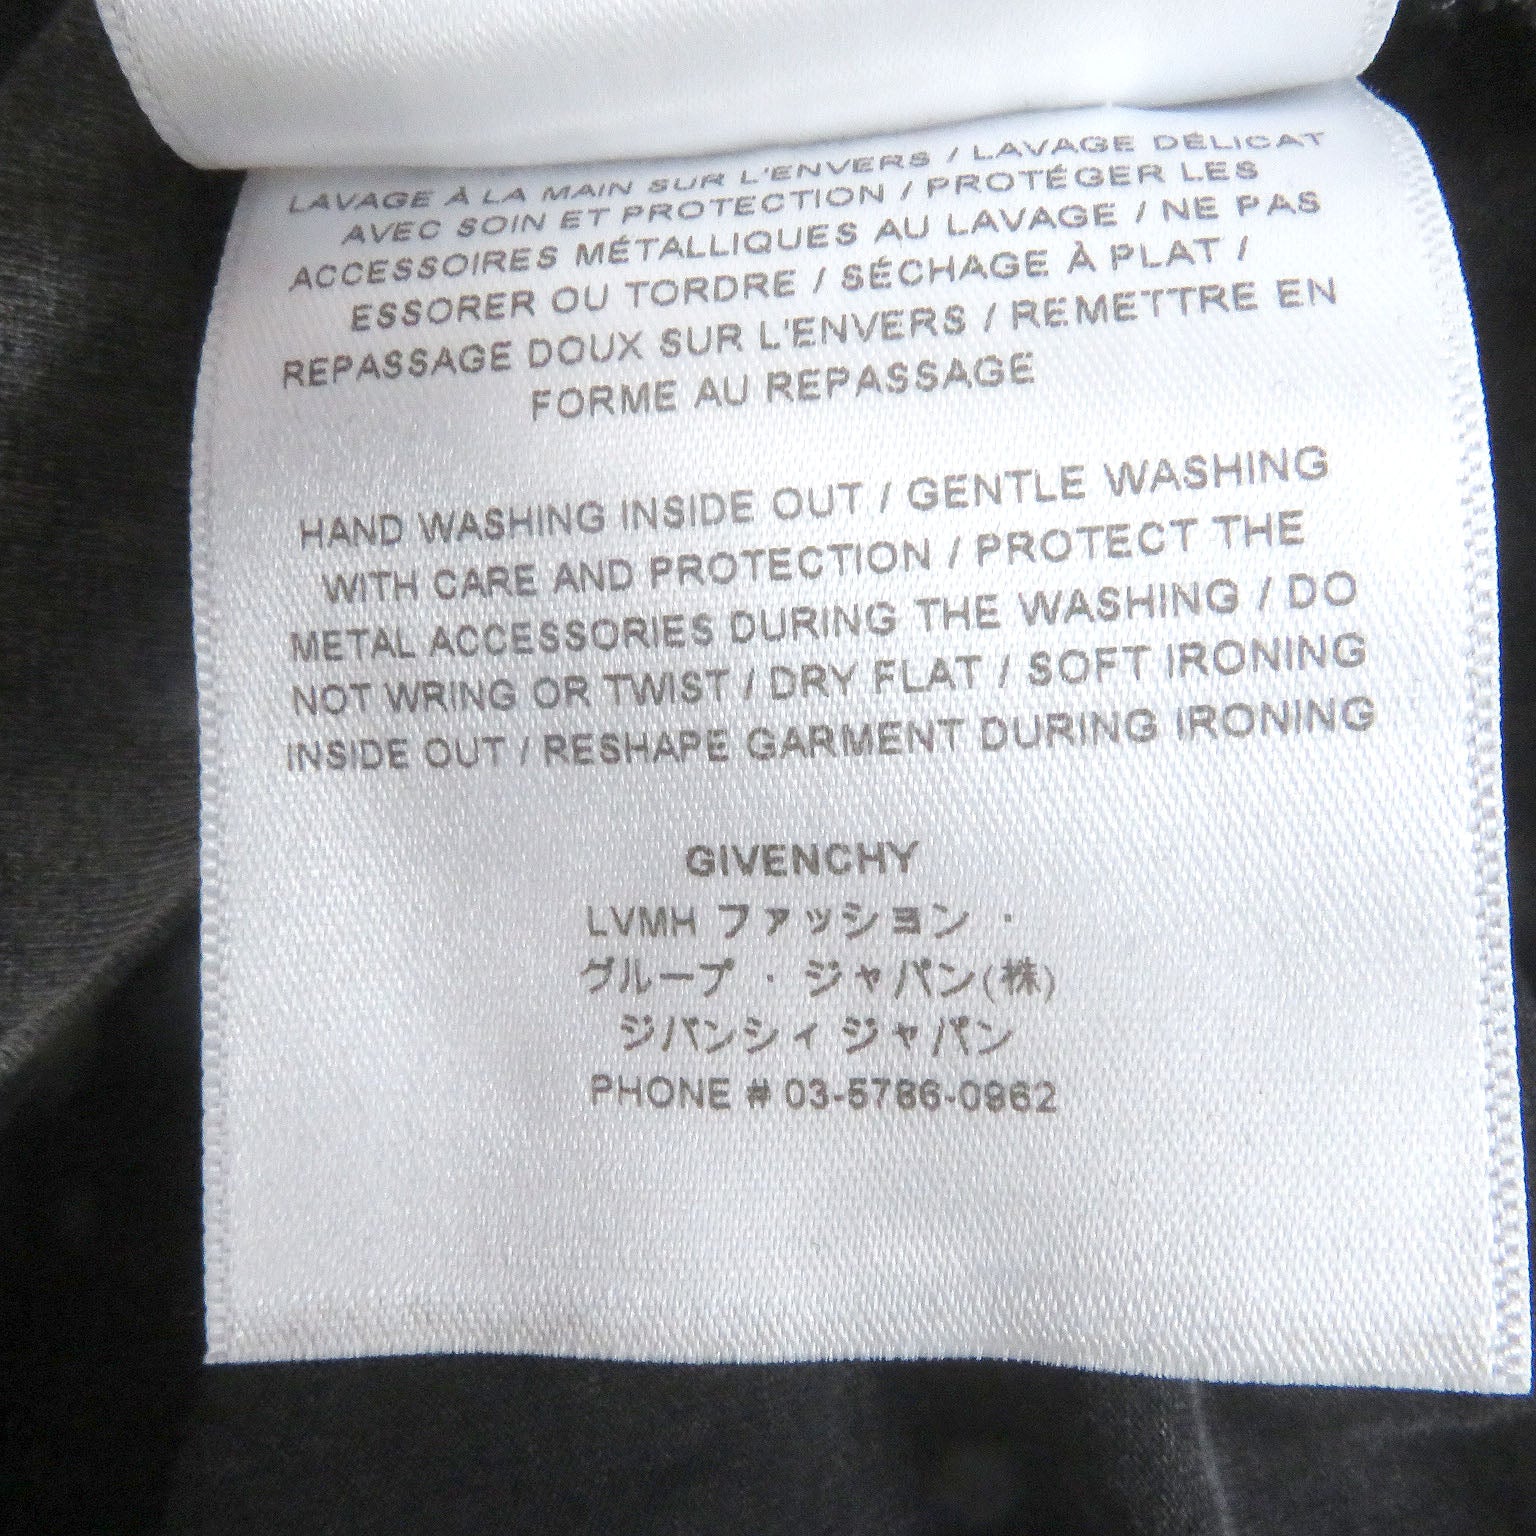 LAVAGE À LA MAIN SUR L'ENVERS / LAVAGE DÉLICAT
AVEC SOIN ET PROTECTION / PROTÉGER LES
ACCESSOIRES MÉTALLIQUES AU LAVAGE / NE PAS
ESSORER OU TORDRE / SÉCHAGE À PLAT /
REPASSAGE DOUX SUR L'ENVERS / REMETTRE EN
FORME AU REPASSAGE
HAND WASHING INSIDE OUT / GENTLE WASHING
WITH CARE AND PROTECTION / PROTECT THE
METAL ACCESSORIES DURING THE WASHING / DO
NOT WRING OR TWIST / DRY FLAT / SOFT IRONING
INSIDE OUT / RESHAPE GARMENT DURING IRONING
GIVENCHY
LVMH ファッション ・
グループ ・ ジャパン(株)
ジバンシィ ジャパン
PHONE # 03-5786-0962